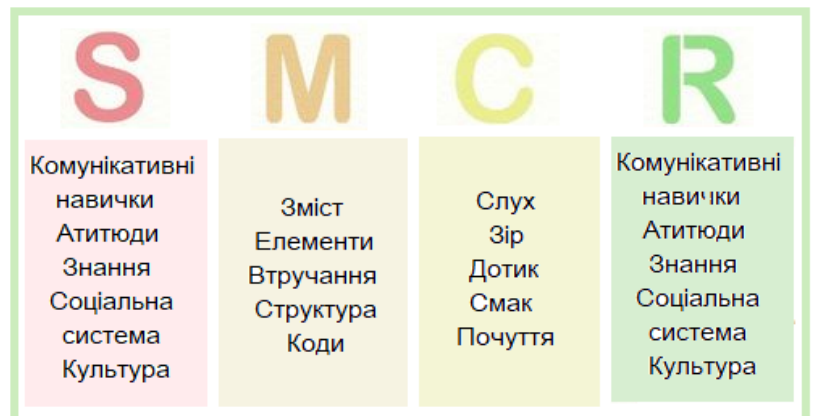 S
M
C
R
Комунікативні
навички
Атитюди
Знання
Соціальна
система
Культура
Зміст
Елементи
Втручання
Структура
Коди
Слух
Зір
Дотик
Смак
Почуття
Комунікативні
навички
Атитюди
Знання
Соціальна
система
Культура